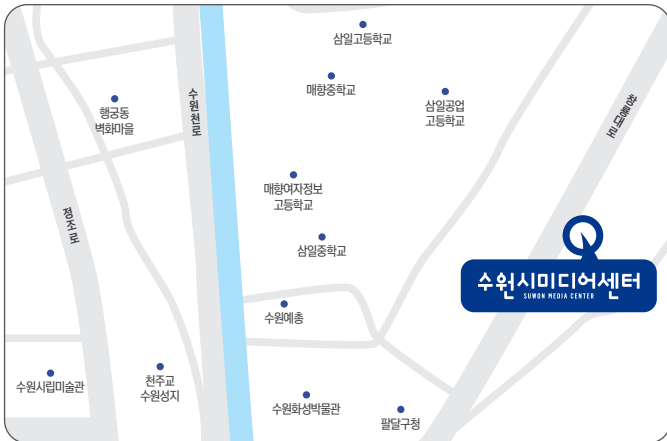 삼일고등학교
매향중학교
삼일공업
고등학교
행궁동
벽화마을
수원천로
창룡대로
정조로
매향여자정보
고등학교
삼일중학교
수원시미디어센터
SUWON MEDIA CENTER
수원예총
수원시립미술관
천주교
수원성지
수원화성박물관
팔달구청